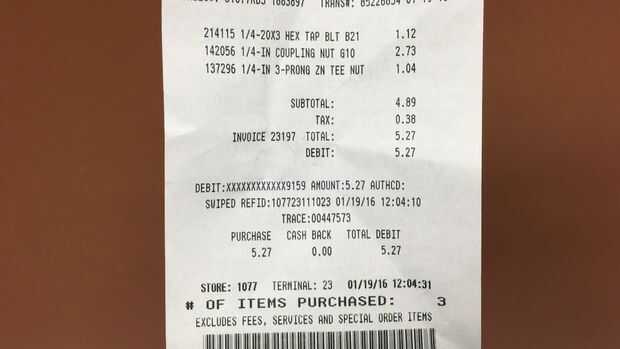 TRANS#:
214115 1/4-20X3 HEX TAP BLT B21 1.12
142056 1/4-IN COUPLING NUT G10 2.73
137296 1/4-IN 3-PRONG ZN TEE NUT 1.04
SUBTOTAL: 4.89
TAX: 0.38
INVOICE 23197 TOTAL: 5.27
DEBIT: 5.27
DEBIT:XXXXXXXXXXXX9159 AMOUNT:5.27 AUTHCD:
SWIPED REFID:107723111023 01/19/16 12:04:10
TRACE:00447573
PURCHASE CASH BACK TOTAL DEBIT
5.27 0.00 5.27
STORE: 1077 TERMINAL: 23 01/19/16 12:04:31
# OF ITEMS PURCHASED: 3
EXCLUDES FEES, SERVICES AND SPECIAL ORDER ITEMS